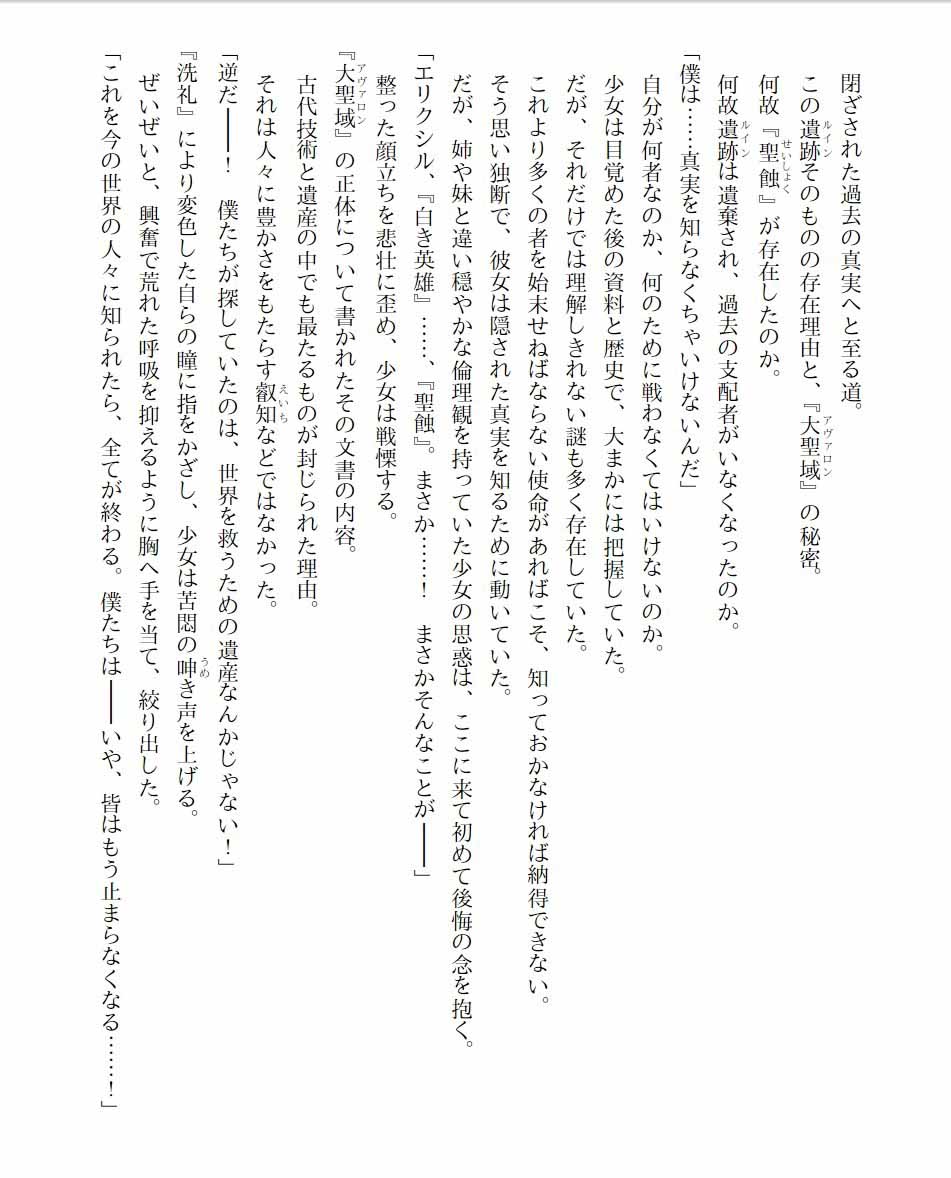 閉ざされた過去の真実へと至る道。
この遺跡そのものの存在理由と、『大聖域』の秘密。
ルイン
アヴァロン
何故『聖蝕』が存在したのか。
せいしょく
何故遺跡は遺棄され、過去の支配者がいなくなったのか。
ルイン
「僕は……真実を知らなくちゃいけないんだ」
自分が何者なのか、何のために戦わなくてはいけないのか。
少女は目覚めた後の資料と歴史で、大まかには把握していた。
だが、それだけでは理解しきれない謎も多く存在していた。
これより多くの者を始末せねばならない使命があればこそ、知っておかなければ納得できない。
そう思い独断で、彼女は隠された真実を知るために動いていた。
だが、姉や妹と違い穏やかな倫理観を持っていた少女の思惑は、ここに来て初めて後悔の念を抱く。
「エリクシル、『白き英雄』……、『聖蝕』。まさか……！　まさかそんなことが――」
整った顔立ちを悲壮に歪め、少女は戦慄する。
『大聖域』の正体について書かれたその文書の内容。
アヴァロン
古代技術と遺産の中でも最たるものが封じられた理由。
それは人々に豊かさをもたらす叡知などではなかった。
えいち
「逆だ――！　僕たちが探していたのは、世界を救うための遺産なんかじゃない！」
『洗礼』により変色した自らの瞳に指をかざし、少女は苦悶の呻き声を上げる。
うめ
ぜいぜいと、興奮で荒れた呼吸を抑えるように胸へ手を当て、絞り出した。
「これを今の世界の人々に知られたら、全てが終わる。僕たちは――いや、皆はもう止まらなくなる……！」